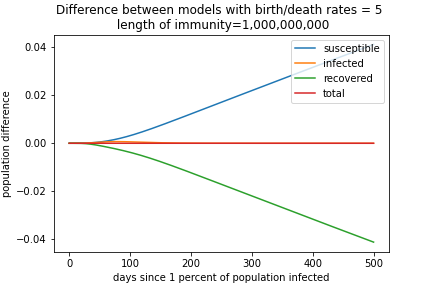 Difference between models with birth/death rates = 5
length of immunity=1,000,000,000
0.04
0.02
0.00
−0.02
−0.04
population difference
susceptible
infected
recovered
total
0
100
200
300
400
500
days since 1 percent of population infected